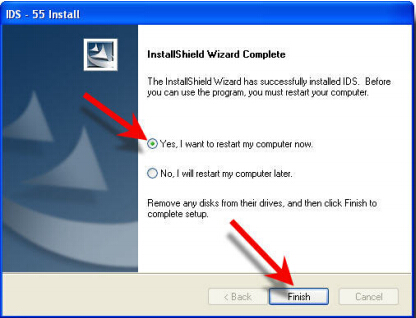 IDS - 55 Install
InstallShield Wizard Complete
The InstallShield Wizard has successfully installed IDS. Before
you can use the program, you must restart your computer.
Yes, I want to restart my computer now.
No, I will restart my computer later.
Remove any disks from their drives, and then click Finish to
complete setup.
< Back Finish Cancel